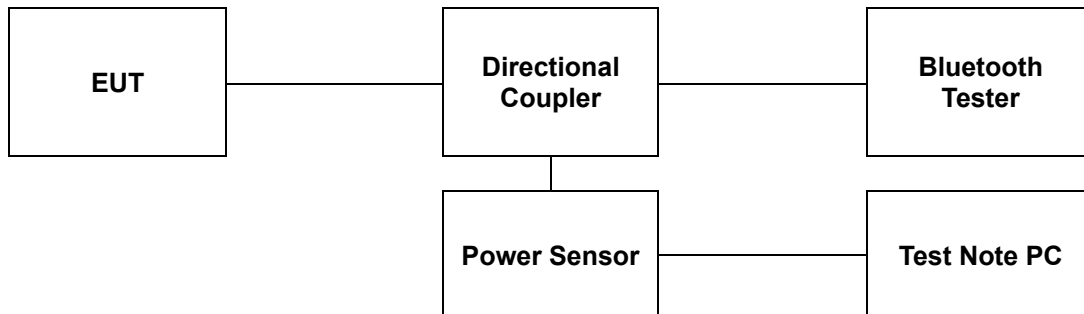 EUT
Directional
Coupler
Bluetooth
Tester
Power Sensor
Test Note PC